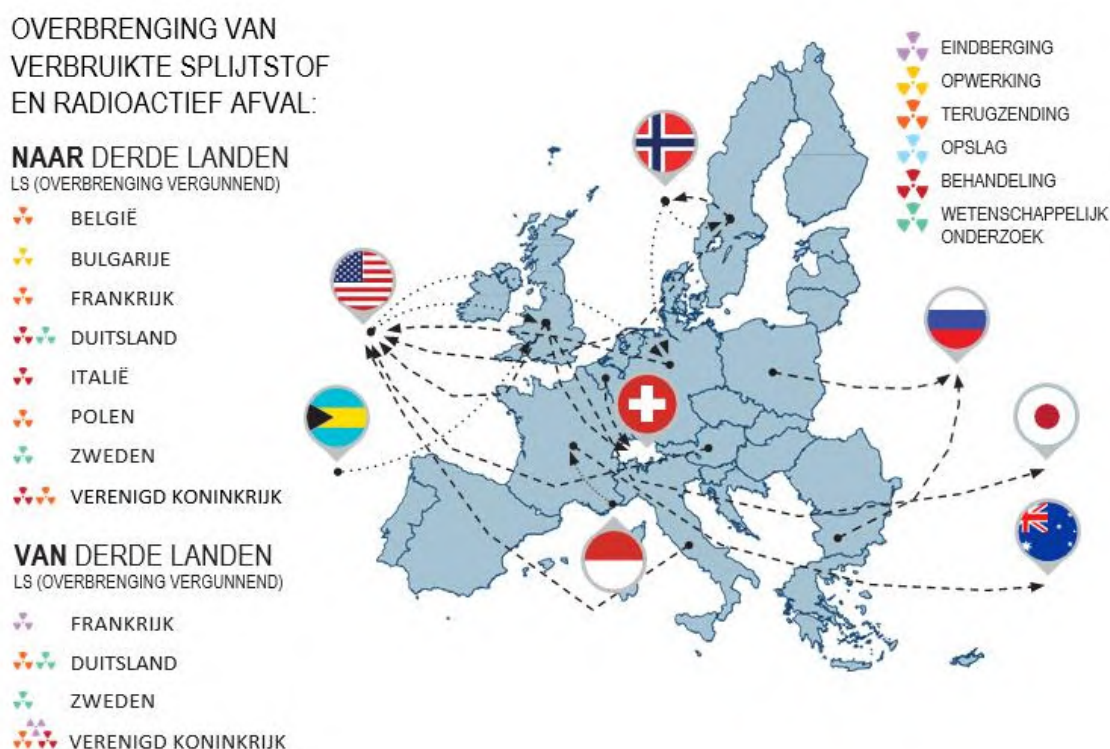 OVERBRENGING VAN
VERBRUIKTE SPLIJTSTOF
EN RADIOACTIEF AFVAL:
NAAR DERDE LANDEN
LS (OVERBRENGING VERGUNNEND)
BELGIË
BULGARIJE
FRANKRIJK
DUITSLAND
ITALIË
POLEN
ZWEDEN
VERENIGD KONINKRIJK
VAN DERDE LANDEN
LS (OVERBRENGING VERGUNNEND)
FRANKRIJK
DUITSLAND
ZWEDEN
VERENIGD KONINKRIJK
EINDBERGING
OPWERKING
TERUGZENDING
OPSLAG
BEHANDELING
WETENSCHAPPELIJK
ONDERZOEK